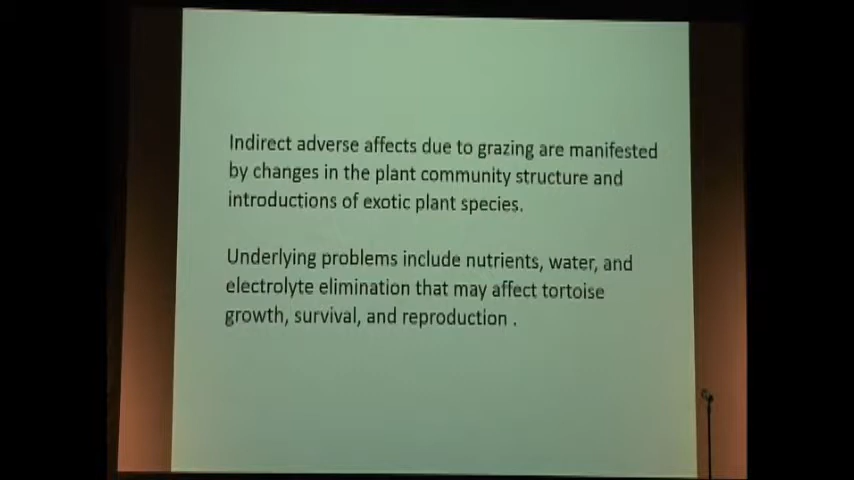 Indirect adverse affects due to grazing are manifested
by changes in the plant community structure and
introductions of exotic plant species.
Underlying problems include nutrients, water, and
electrolyte elimination that may affect tortoise
growth, survival, and reproduction .